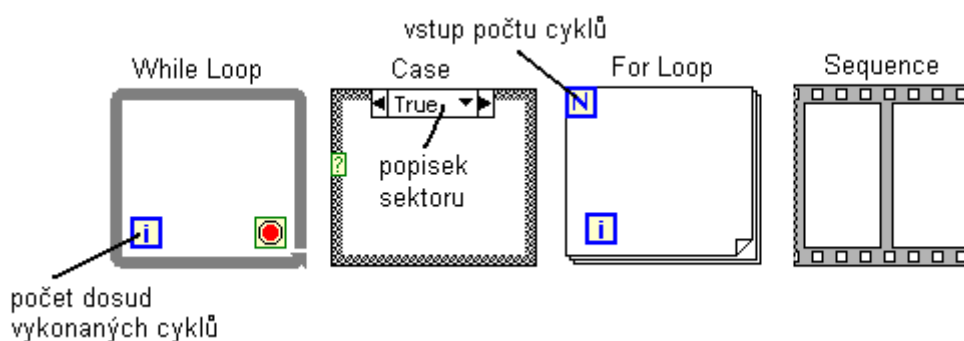 vstup počtu cyklů
While Loop
Case
For Loop
Sequence
True
N
?
popisek
sektoru
i
i
počet dosud
vykonaných cyklů